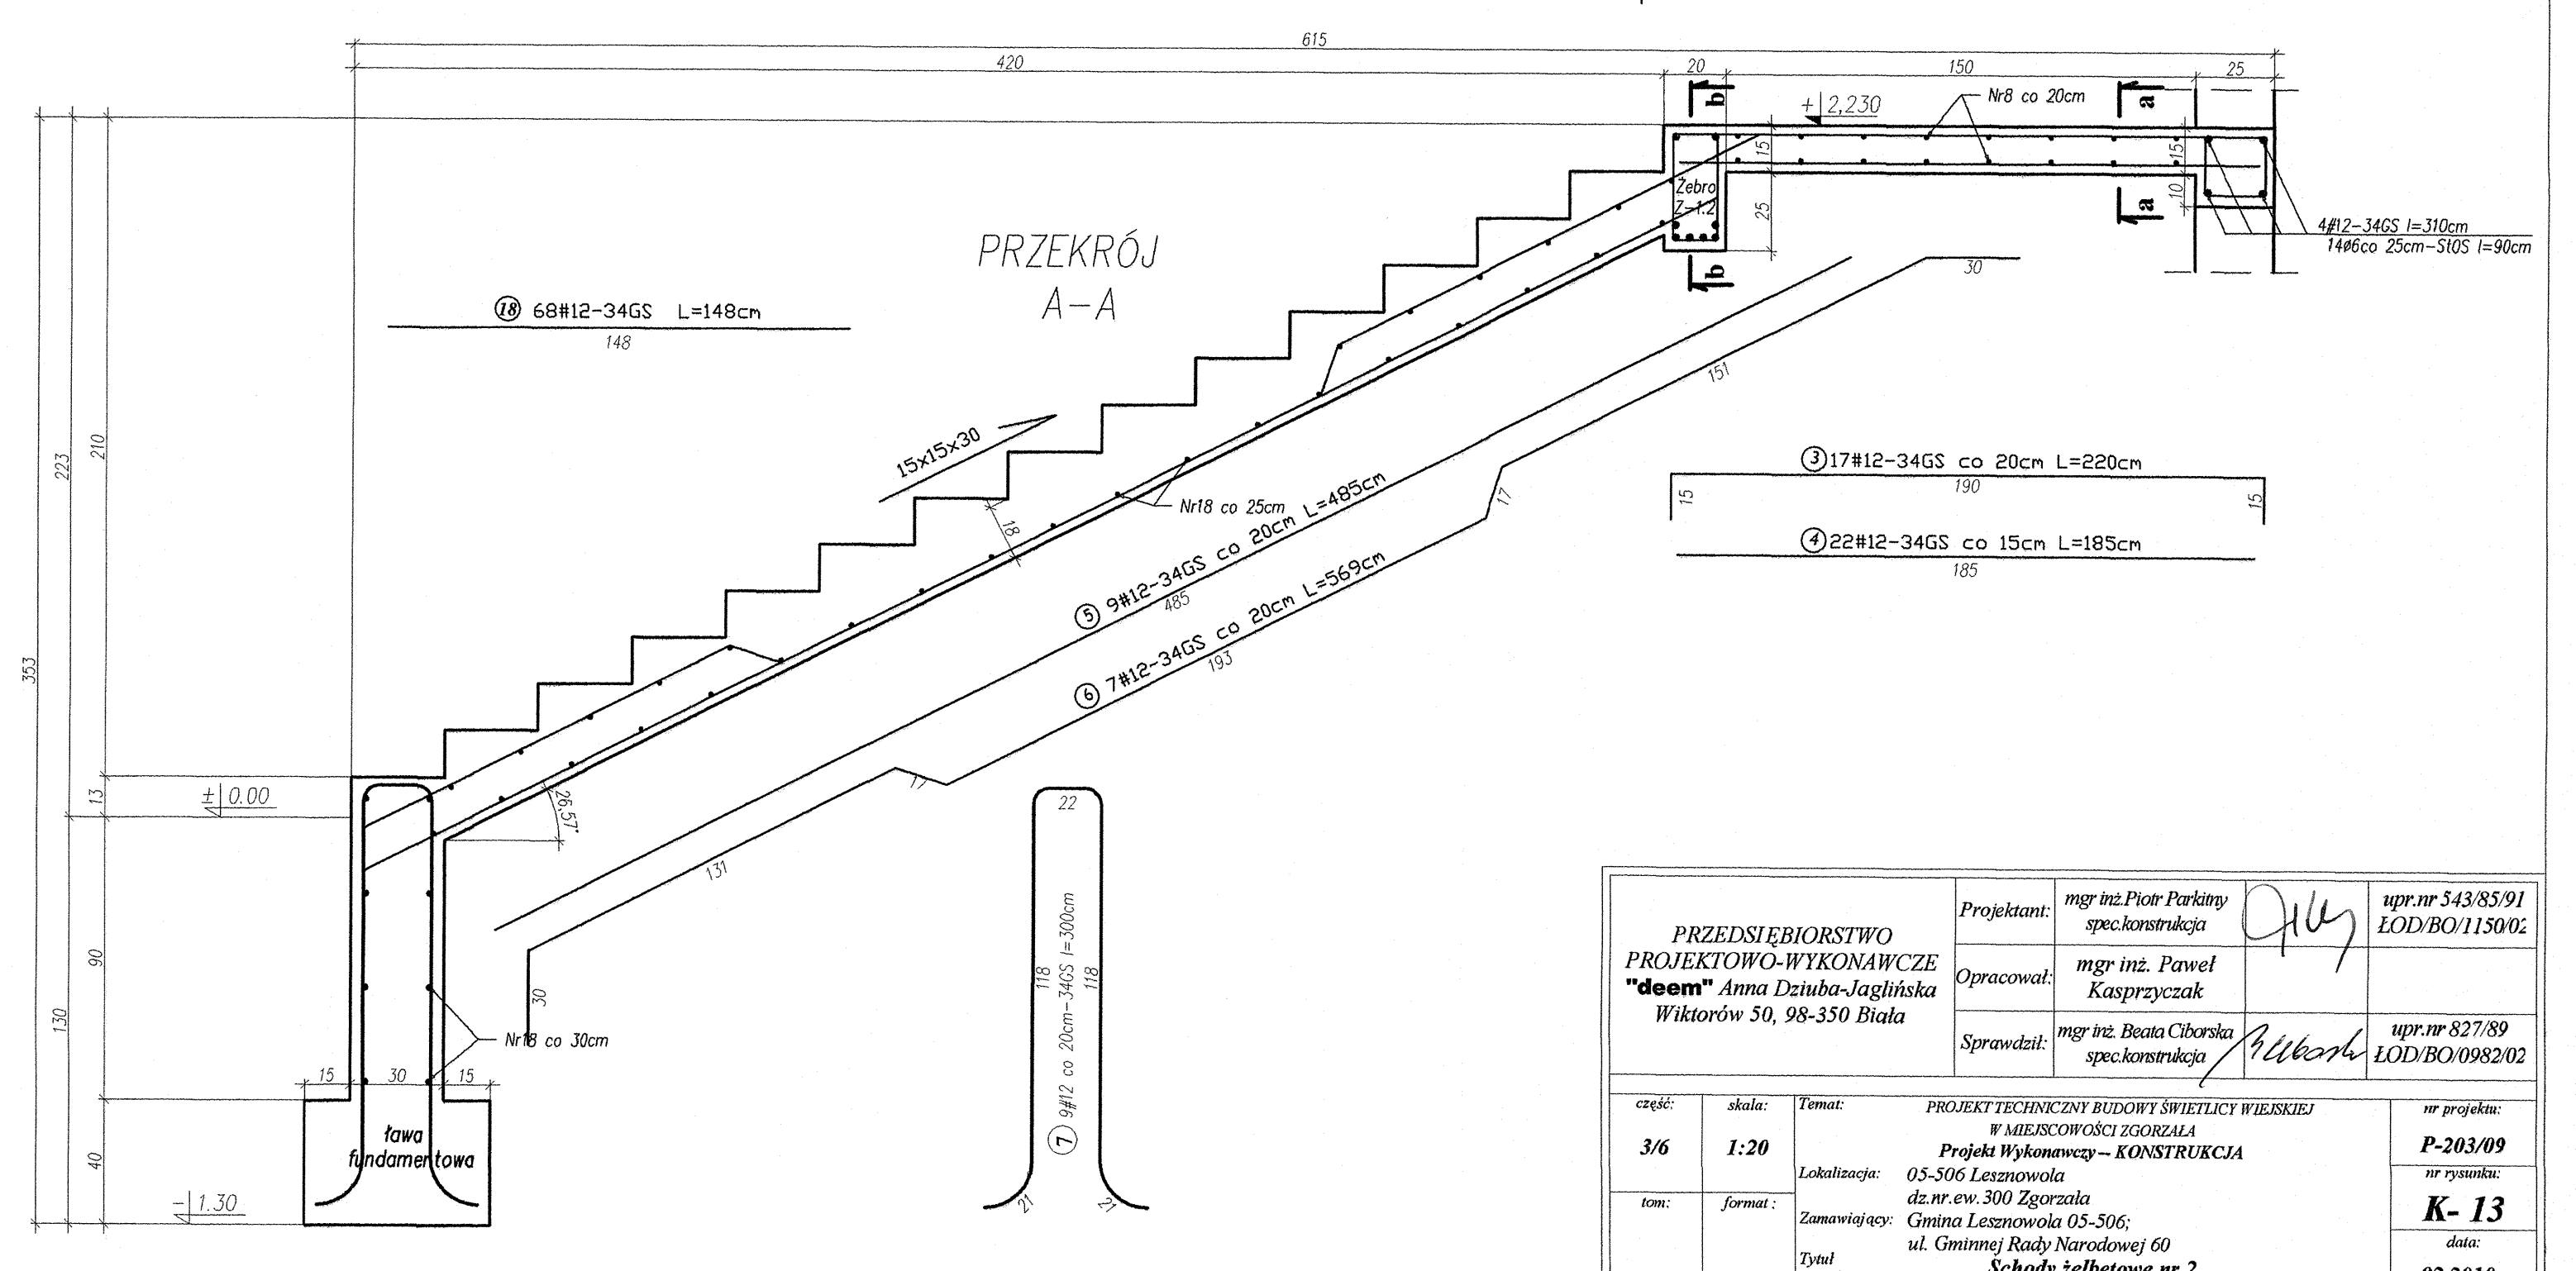 615
420
20
150
25
b
+ 2,230
Nr8 co 20cm
a
15
15
10
Żebro
Z-1.2
25
a
b
4#12-34GS l=310cm
14ø6co 25cm-St0S l=90cm
PRZEKRÓJ
A-A
18 68#12-34GS L=148cm
148
30
151
15x15x30
210
223
353
Nr18 co 25cm
18
17
3 17#12-34GS co 20cm L=220cm
190
15
15
4 22#12-34GS co 15cm L=185cm
185
5 9#12-34GS co 20cm L=485cm
485
6 7#12-34GS co 20cm L=569cm
193
17
131
30
13
± 0.00
26,57°
22
118
118
7 9#12 co 20cm-34GS l=300cm
21
21
90
130
40
Nr18 co 30cm
15
30
15
ława
fundamentowa
- 1.30
PRZEDSIĘBIORSTWO
PROJEKTOWO-WYKONAWCZE
"deem" Anna Dziuba-Jaglińska
Wiktorów 50, 98-350 Biała
Projektant:
mgr inż.Piotr Parkitny
spec.konstrukcja
upr.nr 543/85/91
ŁOD/BO/1150/02
Opracował:
mgr inż. Paweł
Kasprzyczak
Sprawdził:
mgr inż. Beata Ciborska
spec.konstrukcja
upr.nr 827/89
ŁOD/BO/0982/02
część:
3/6
skala:
1:20
tom:
format :
Temat:
PROJEKT TECHNICZNY BUDOWY ŚWIETLICY WIEJSKIEJ
W MIEJSCOWOŚCI ZGORZAŁA
Projekt Wykonawczy – KONSTRUKCJA
Lokalizacja: 05-506 Lesznowola
dz.nr.ew. 300 Zgorzala
Zamawiający: Gmina Lesznowola 05-506;
ul. Gminnej Rady Narodowej 60
Tytuł
Schody żelbetowe nr 2
nr projektu:
P-203/09
nr rysunku:
K- 13
data: